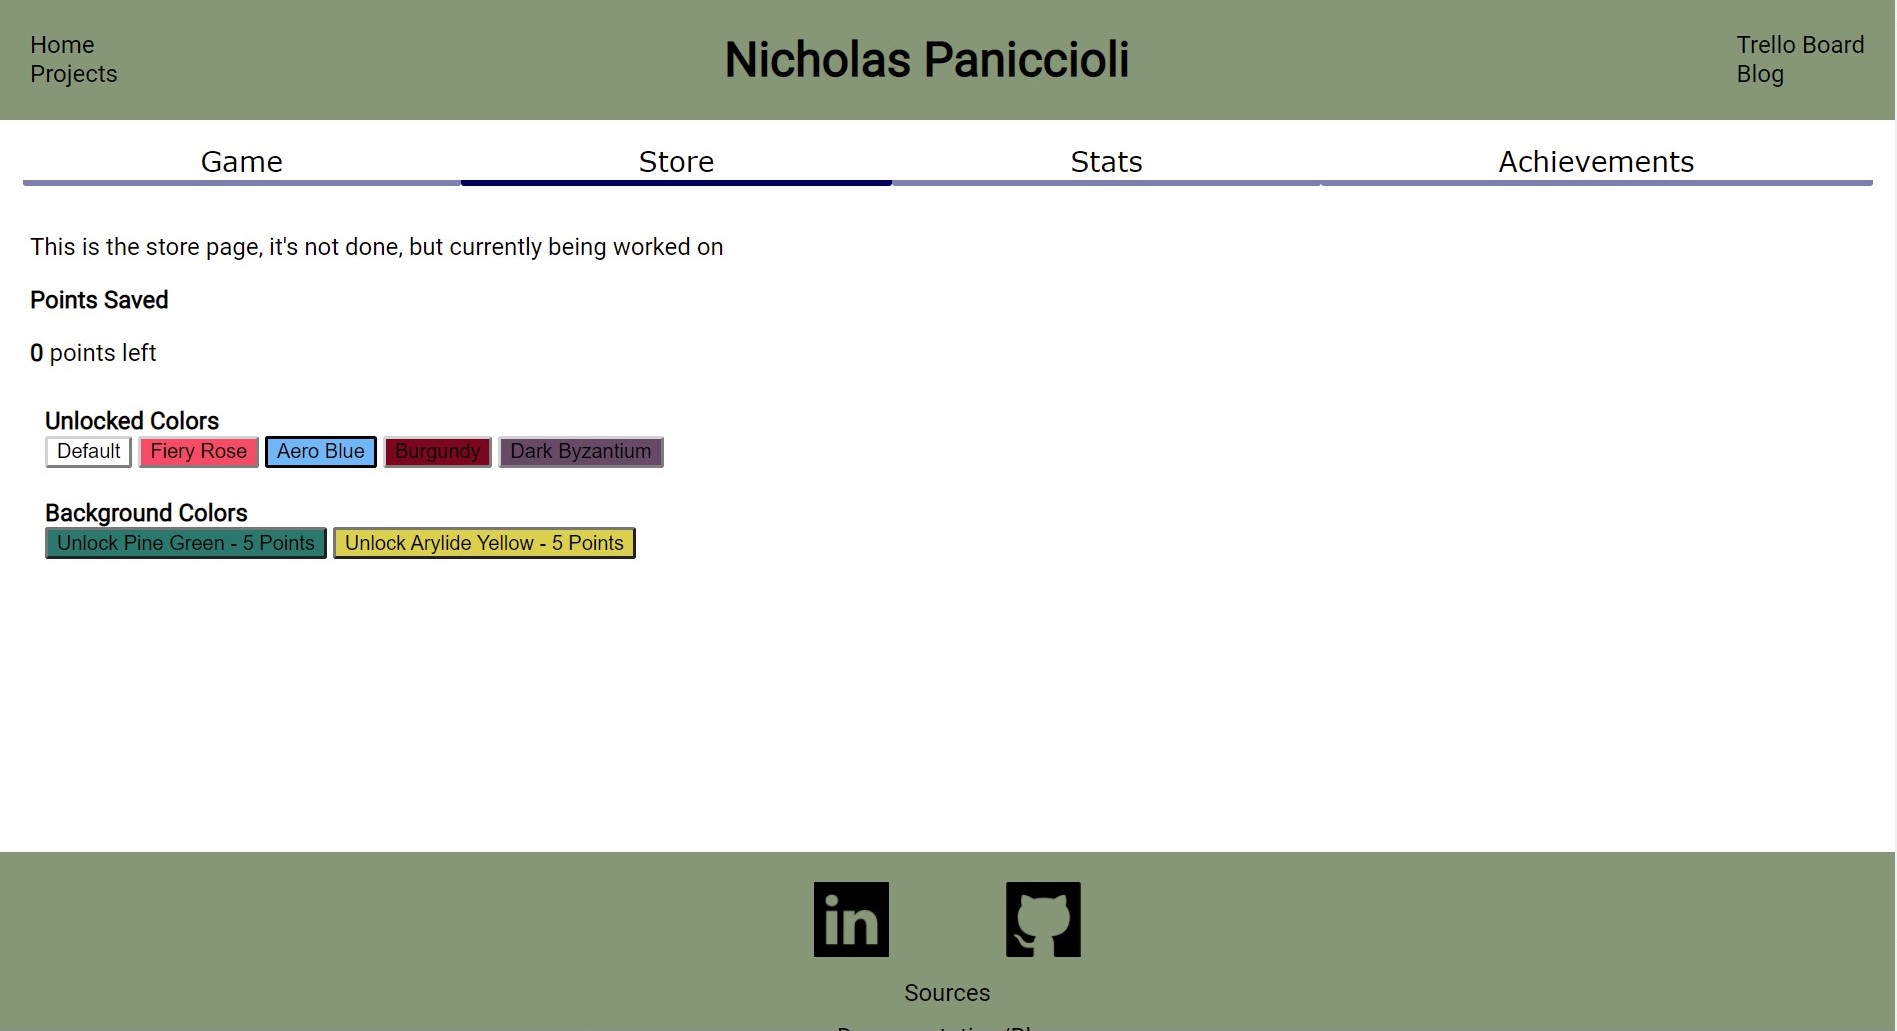 Home
Projects
Nicholas Paniccioli
Trello Board
Blog
Game Store Stats Achievements
This is the store page, it's not done, but currently being worked on
Points Saved
0 points left
Unlocked Colors
Default Fiery Rose Aero Blue Burgundy Dark Byzantium
Background Colors
Unlock Pine Green - 5 Points Unlock Arylide Yellow - 5 Points
in
Sources